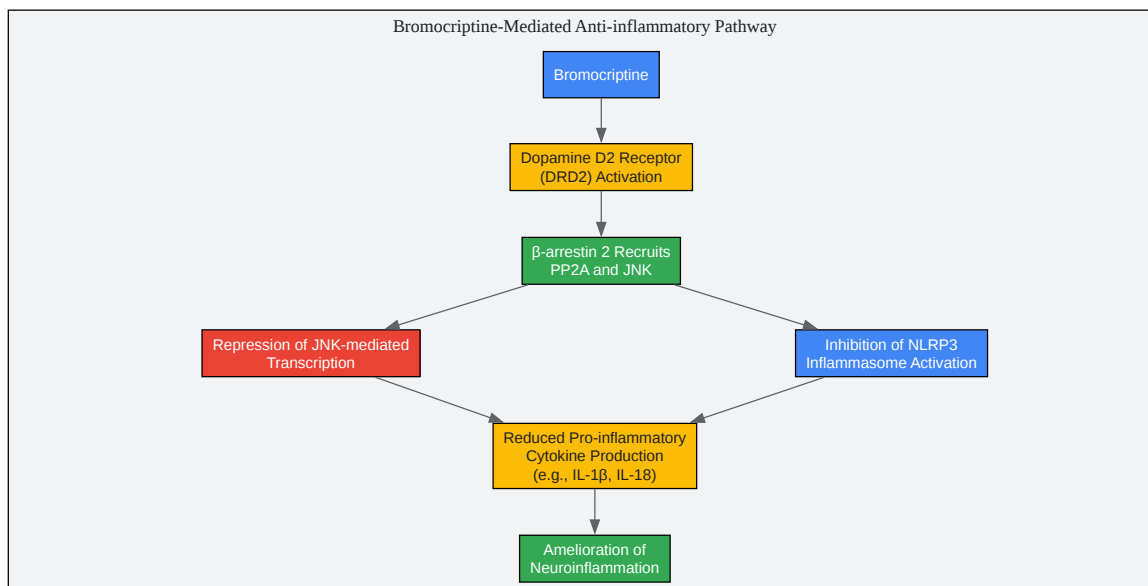 Bromocriptine-Mediated Anti-inflammatory Pathway
Bromocriptine
Dopamine D2 Receptor
(DRD2) Activation
β-arrestin 2 Recruits
PP2A and JNK
Repression of JNK-mediated
Transcription
Inhibition of NLRP3
Inflammasome Activation
Reduced Pro-inflammatory
Cytokine Production
(e.g., IL-1β, IL-18)
Amelioration of
Neuroinflammation